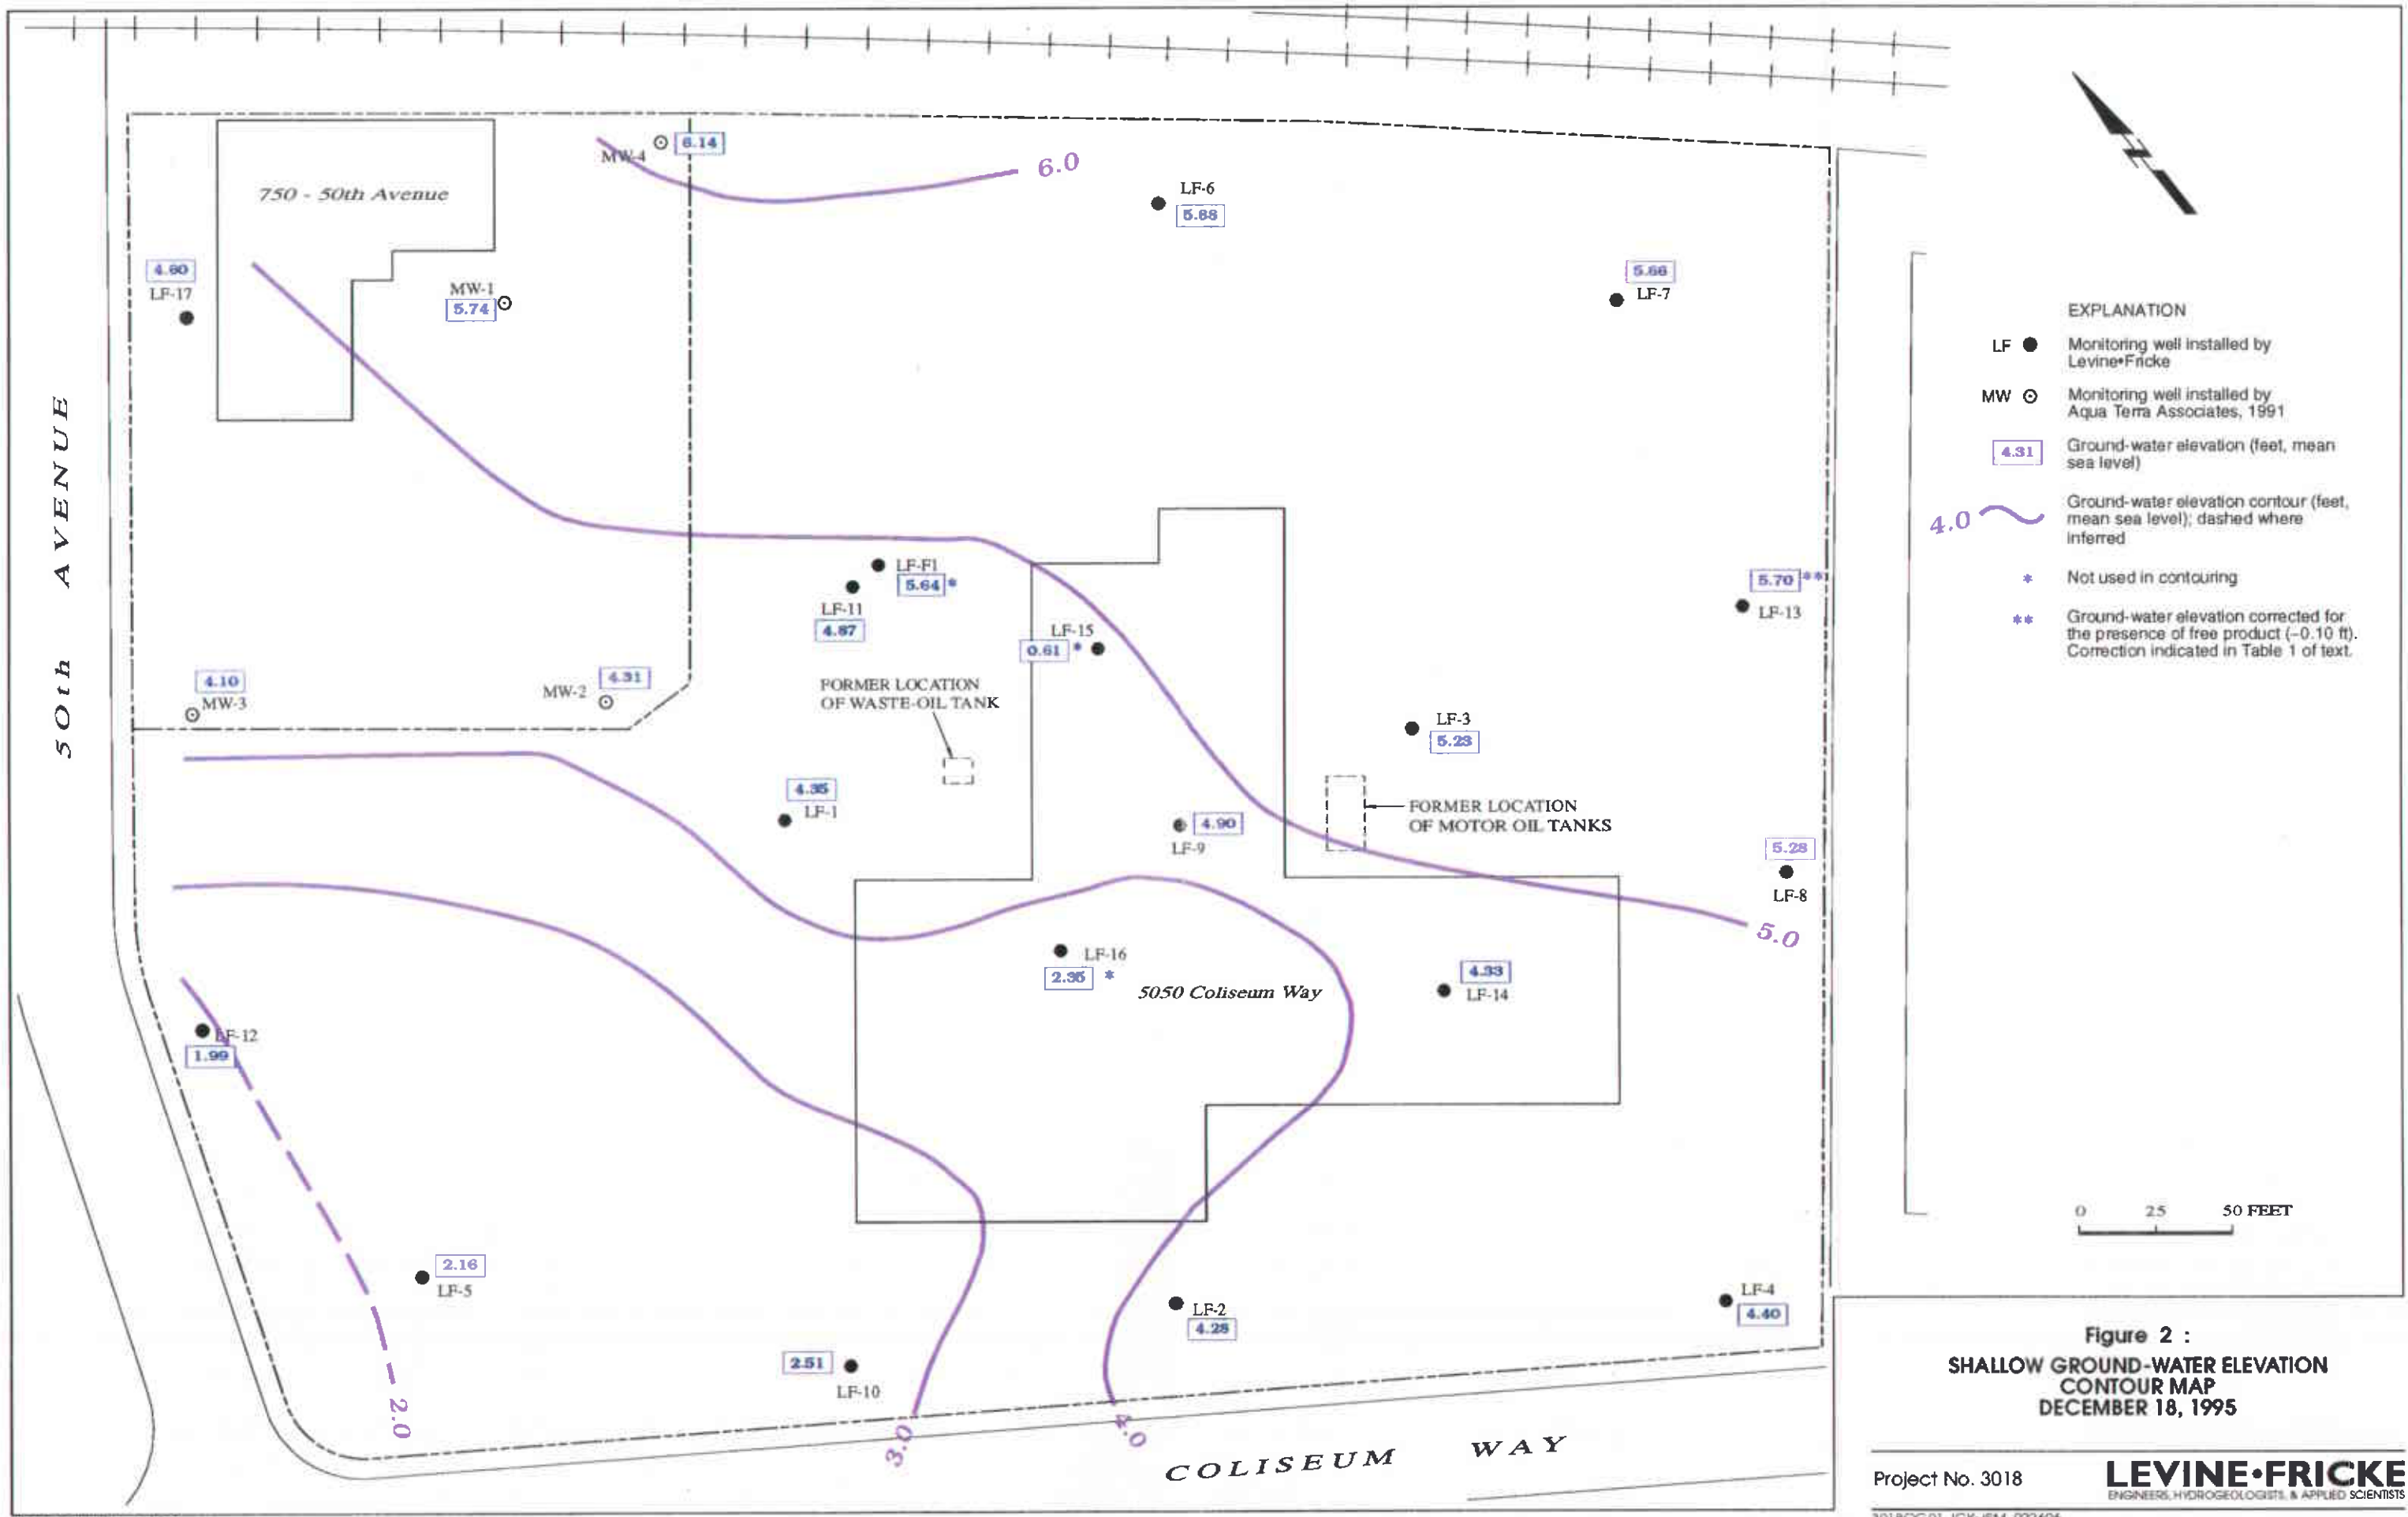 MW-4
6.14
6.0
750 - 50th Avenue
LF-6
5.88
4.60
LF-17
MW-1
5.74
5.66
LF-7
50th AVENUE
LF-F1
5.64 *
LF-11
4.87
LF-15
0.61 *
5.70 **
LF-13
4.10
MW-3
MW-2
4.31
FORMER LOCATION
OF WASTE-OIL TANK
LF-3
5.23
4.35
LF-1
4.90
LF-9
FORMER LOCATION
OF MOTOR OIL TANKS
5.28
LF-8
5.0
LF-16
2.35 *
5050 Coliseum Way
4.33
LF-14
LF-12
1.99
2.16
LF-5
2.0
2.51
LF-10
3.0
LF-2
4.28
4.0
LF-4
4.40
COLISEUM WAY
EXPLANATION
LF
Monitoring well installed by
Levine•Fricke
MW
Monitoring well installed by
Aqua Terra Associates, 1991
4.31
Ground-water elevation (feet, mean
sea level)
4.0
Ground-water elevation contour (feet,
mean sea level); dashed where
inferred
* Not used in contouring
** Ground-water elevation corrected for
the presence of free product (-0.10 ft).
Correction indicated in Table 1 of text.
0 25 50 FEET
Figure 2 :
SHALLOW GROUND-WATER ELEVATION
CONTOUR MAP
DECEMBER 18, 1995
Project No. 3018
LEVINE•FRICKE
ENGINEERS, HYDROGEOLOGISTS, & APPLIED SCIENTISTS